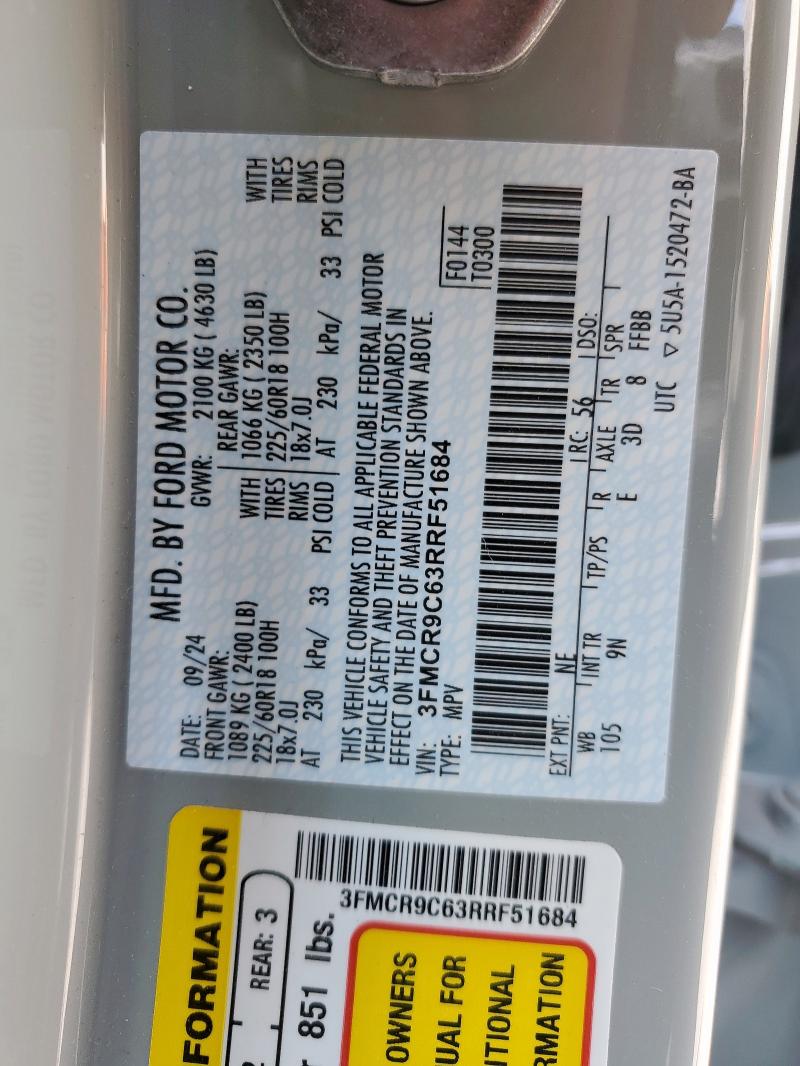 MFD. BY FORD MOTOR CO.
DATE: 09/24 GVWR: 2100 KG ( 4630 LB)
FRONT GAWR: REAR GAWR:
1089 KG ( 2400 LB) WITH 1066 KG ( 2350 LB) WITH
225/60R18 100H TIRES 225/60R18 100H TIRES
18x7.0J RIMS 18x7.0J RIMS
AT 230 kPa/ 33 PSI COLD AT 230 kPa/ 33 PSI COLD
THIS VEHICLE CONFORMS TO ALL APPLICABLE FEDERAL MOTOR
VEHICLE SAFETY AND THEFT PREVENTION STANDARDS IN
EFFECT ON THE DATE OF MANUFACTURE SHOWN ABOVE.
VIN: 3FMCR9C63RRF51684
TYPE: MPV
F0144
T0300
EXT PNT: NE RC: 56 DSO:
WB INT TR TP/PS R AXLE TR SPR
105 9N E 3D 8 FFBB
UTC ▽ 5U5A-1520472-BA
FORMATION
REAR: 3
851 lbs.
3FMCR9C63RRF51684
OWNERS
UAL FOR
ITIONAL
RMATION